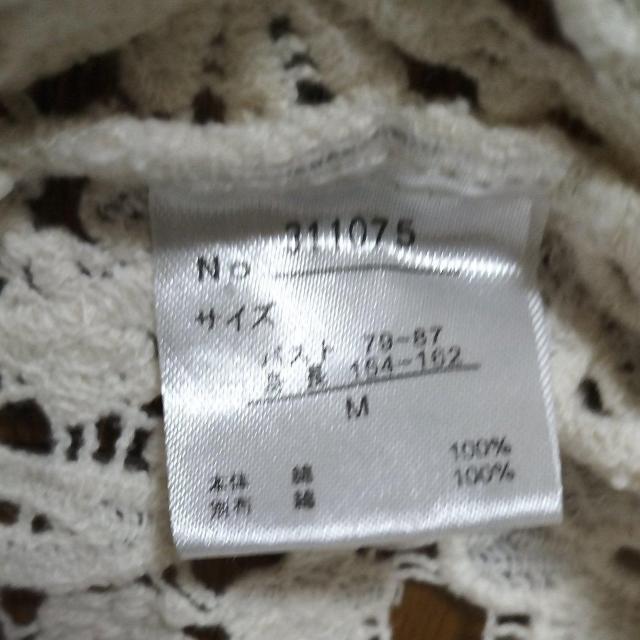 No 311075
サイズ
バスト 79-87
身長 154-162
M
本体 綿 100%
別布 綿 100%